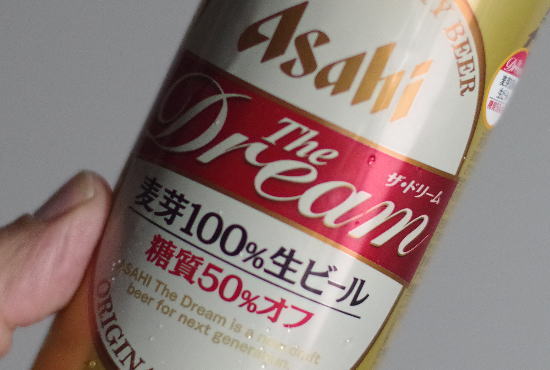 Asahi
BEER
The
Dream
ザ・ドリーム
麦芽100%生ビール
糖質50%オフ
ASAHI The Dream is a new draft
beer for next generation.